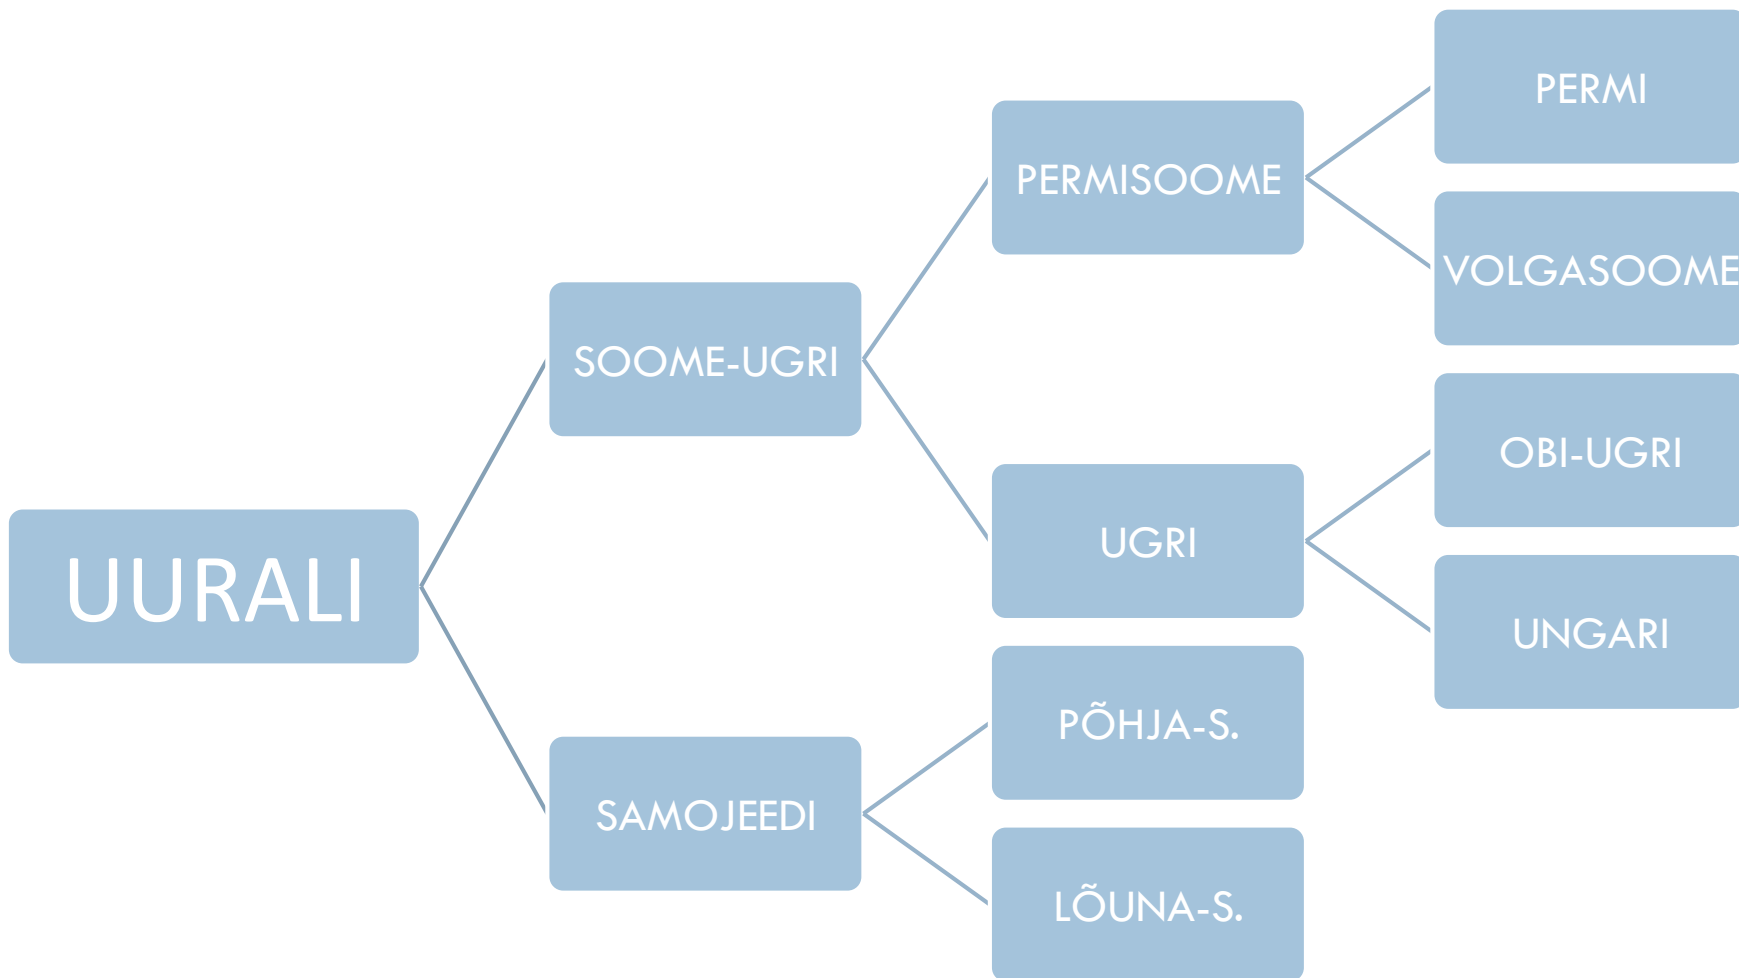 UURALI
SOOME-UGRI
PERMISOOME
PERMI
VOLGASOOME
UGRI
OBI-UGRI
UNGARI
SAMOJEEDI
PÕHJA-S.
LÕUNA-S.